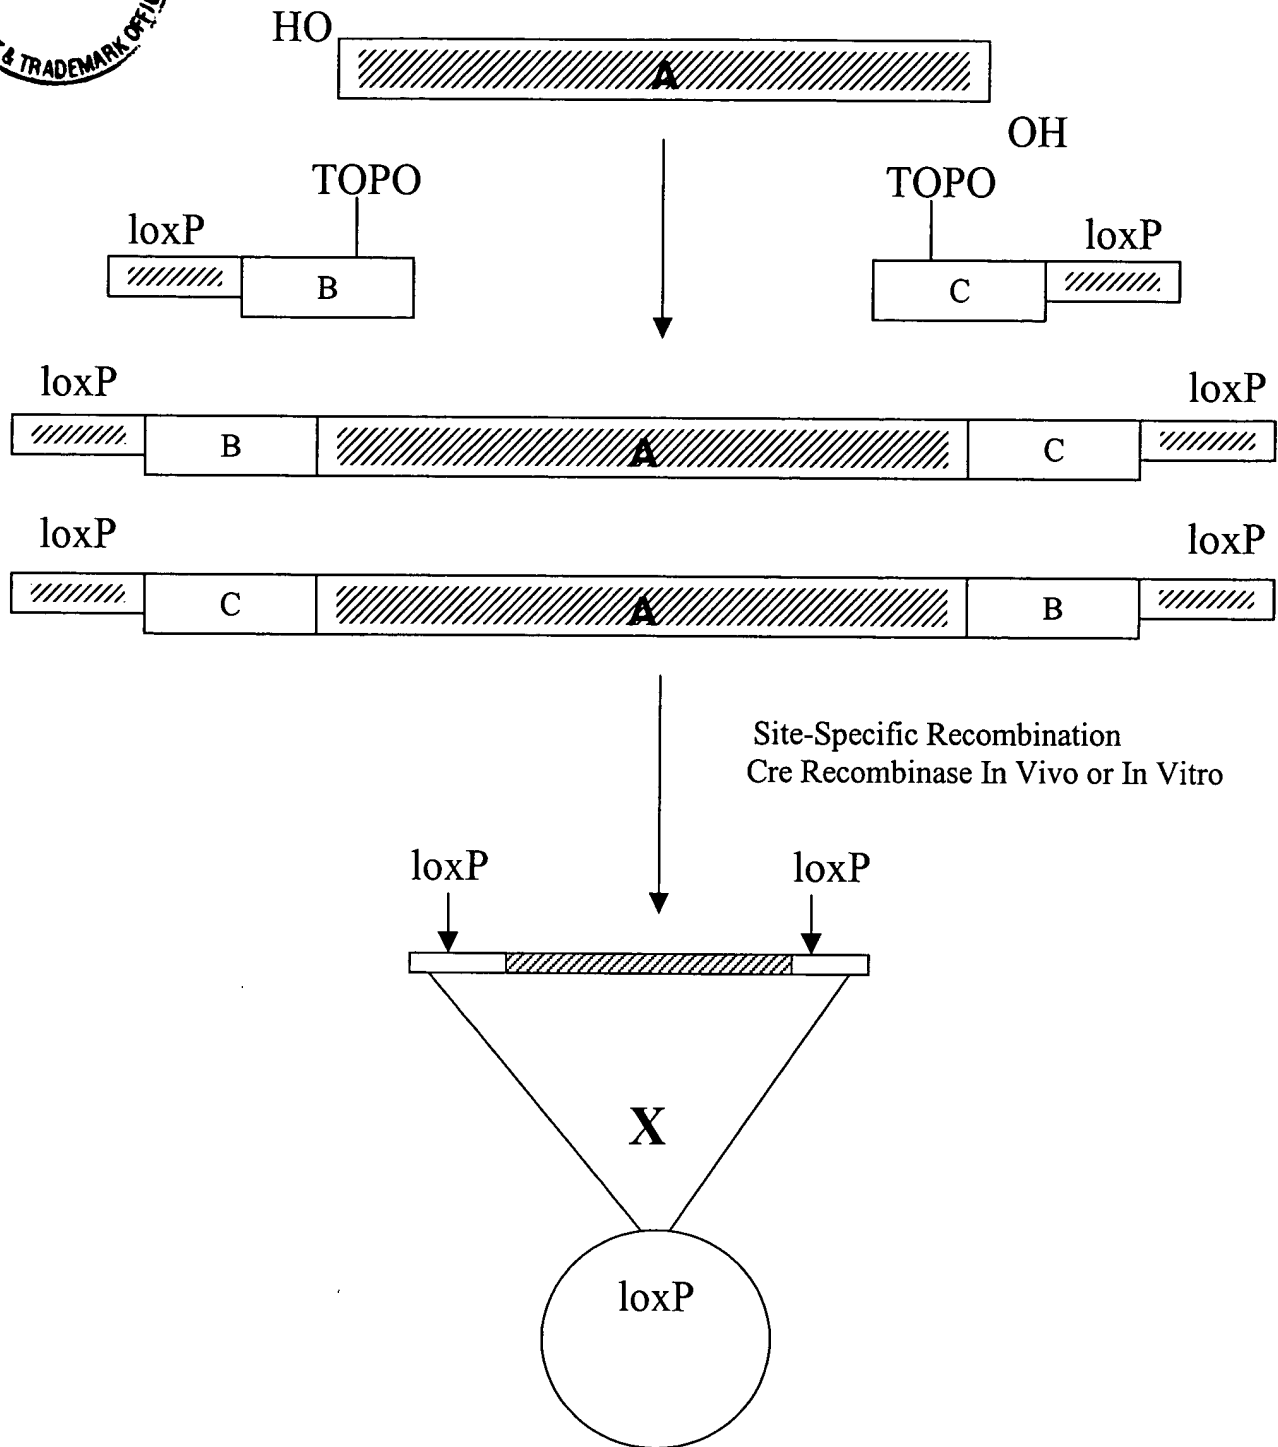 & TRADEMARK OFFIC
HO
A
OH
TOPO
TOPO
loxP
loxP
B
C
loxP
loxP
B
A
C
loxP
loxP
C
A
B
Site-Specific Recombination
Cre Recombinase In Vivo or In Vitro
loxP
loxP
X
loxP